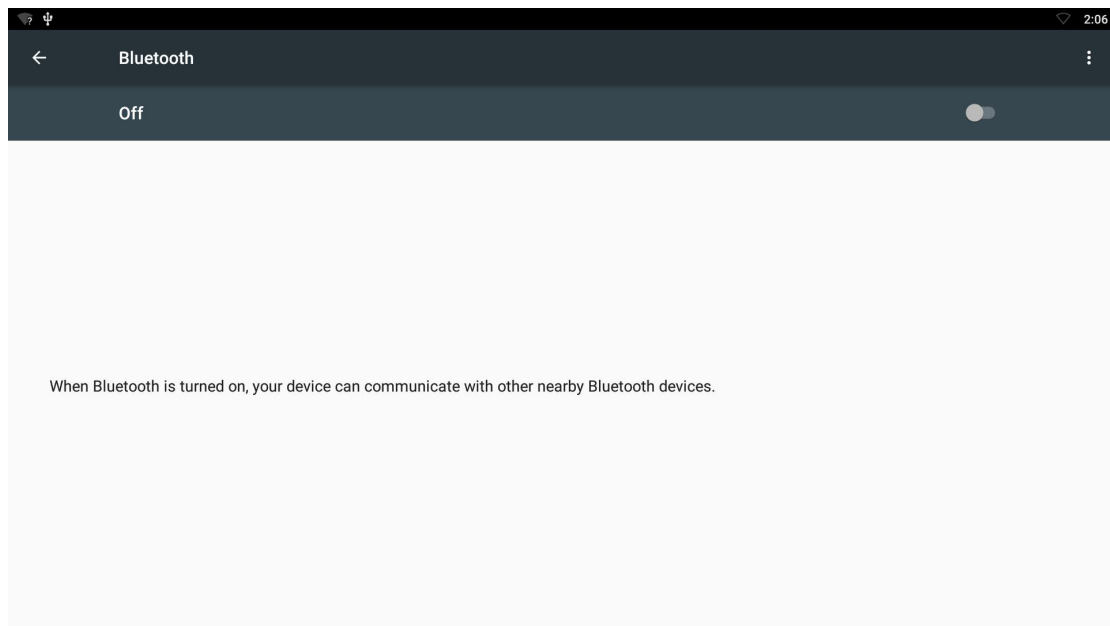 2:06
Bluetooth
Off
When Bluetooth is turned on, your device can communicate with other nearby Bluetooth devices.